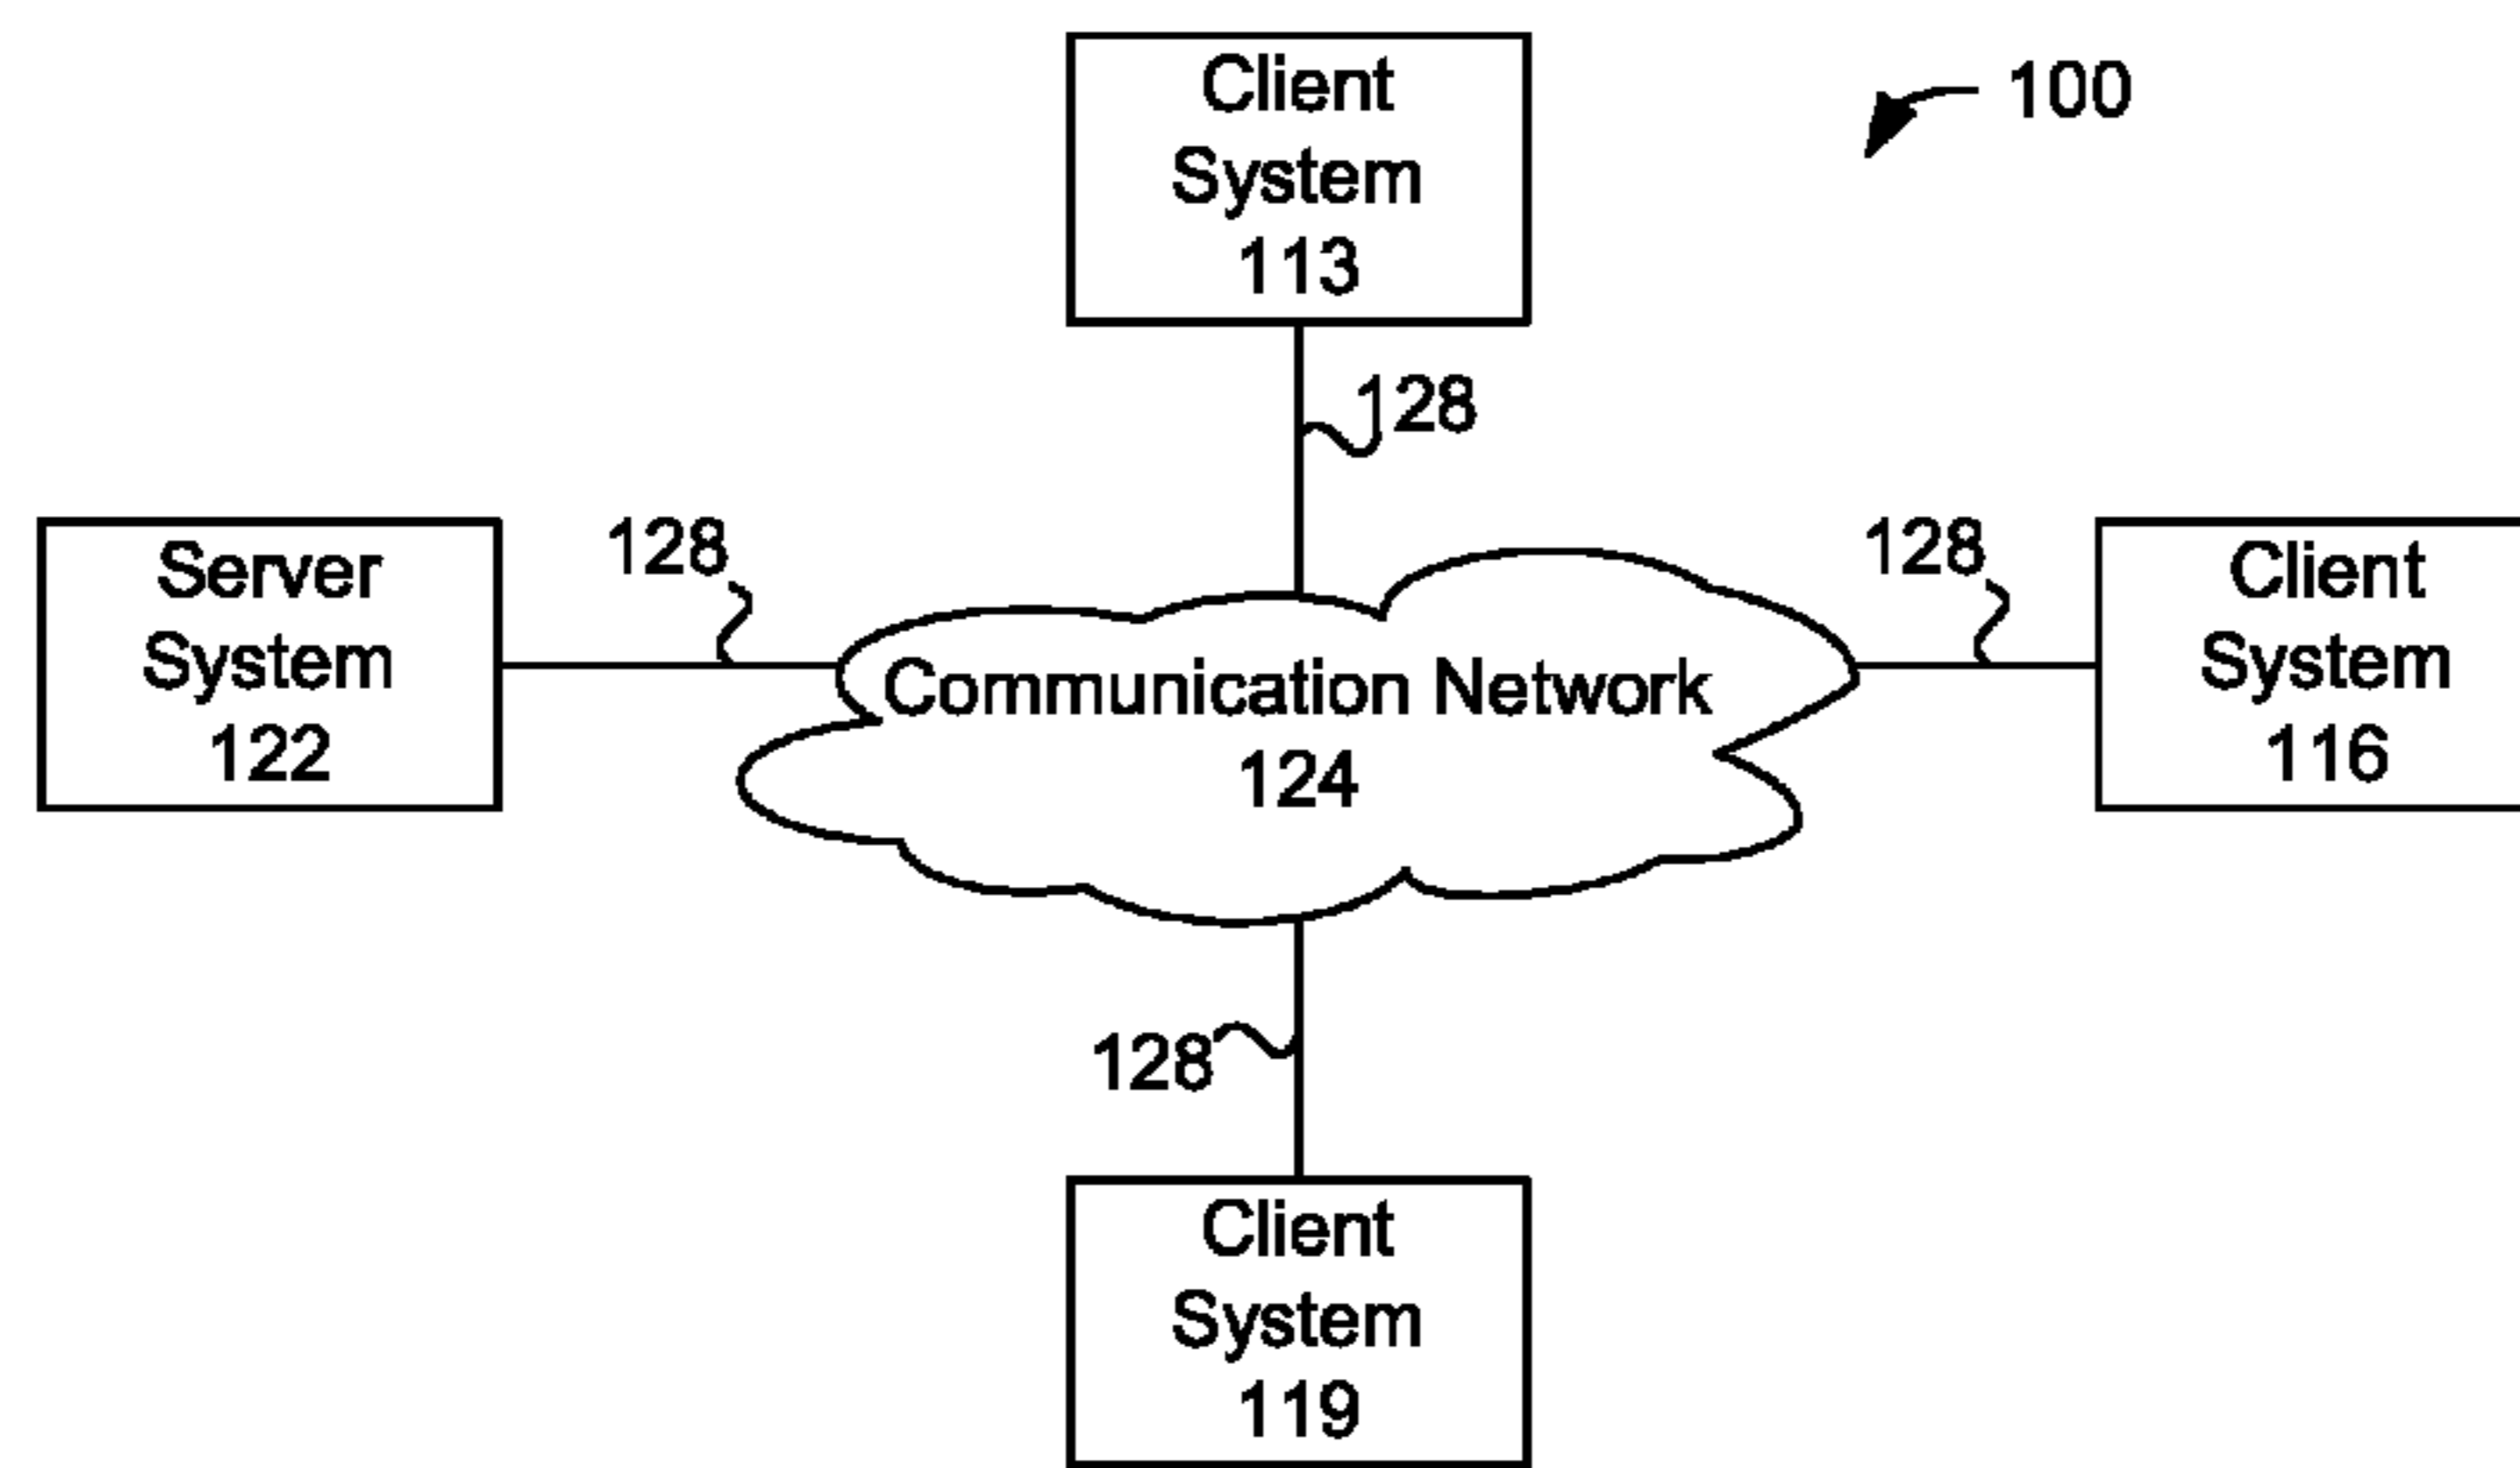 Client
System
113
100
128
Server
System
122
128
128
Client
System
116
Communication Network
124
128
Client
System
119